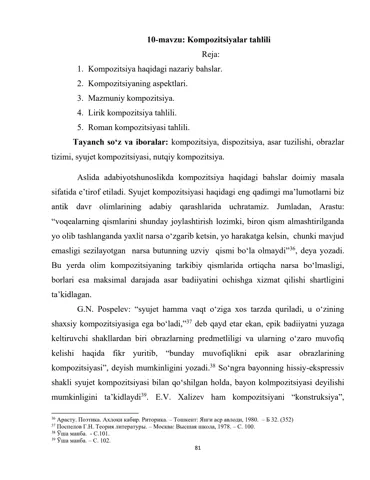 10-mavzu: Kompozitsiyalar tahlili
Reja:
1. Kompozitsiya haqidagi nazariy bahslar.
2. Kompozitsiyaning aspektlari.
3. Mazmuniy kompozitsiya.
4. Lirik kompozitsiya tahlili.
5. Roman kompozitsiyasi tahlili.
Tayanch so‘z va iboralar: kompozitsiya, dispozitsiya, asar tuzilishi, obrazlar
tizimi, syujet kompozitsiyasi, nutqiy kompozitsiya.
Aslida adabiyotshunoslikda kompozitsiya haqidagi bahslar doimiy masala
sifatida e’tirof etiladi. Syujet kompozitsiyasi haqidagi eng qadimgi ma’lumotlarni biz
antik davr olimlarining adabiy qarashlarida uchratamiz. Jumladan, Arastu:
“voqealarning qismlarini shunday joylashtirish lozimki, biron qism almashtirilganda
yo olib tashlanganda yaxlit narsa o‘zgarib ketsin, yo harakatga kelsin, chunki mavjud
emasligi sezilayotgan narsa butunning uzviy qismi bo‘la olmaydi”³⁶, deya yozadi.
Bu yerda olim kompozitsiyaning tarkibiy qismlarida ortiqcha narsa bo‘lmasligi,
borlari esa maksimal darajada asar badiiyatini ochishga xizmat qilishi shartligini
ta’kidlagan.
G.N. Pospelev: “syujet hamma vaqt o‘ziga xos tarzda quriladi, u o‘zining
shaxsiy kompozitsiyasiga ega bo‘ladi,”³⁷ deb qayd etar ekan, epik badiiyatni yuzaga
keltiruvchi shakllardan biri obrazlarning predmetliligi va ularning o‘zaro muvofiq
kelishi haqida fikr yuritib, “bunday muvofiqlikni epik asar obrazlarining
kompozitsiyasi”, deyish mumkinligini yozadi.³⁸ So‘ngra bayonning hissiy-ekspressiv
shakli syujet kompozitsiyasi bilan qo‘shilgan holda, bayon kolmpozitsiyasi deyilishi
mumkinligini ta’kidlaydi³⁹. E.V. Xalizev ham kompozitsiyani “konstruksiya”,
³⁶ Арасту. Поэтика. Ахлоқи кабир. Риторика. – Тошкент: Янги аср авлоди, 1980. – Б 32. (352)
³⁷ Поспелов Г.Н. Теория литературы. – Москва: Высшая школа, 1978. – С. 100.
³⁸ Ўша манба. - С.101.
³⁹ Ўша манба. – С. 102.
81